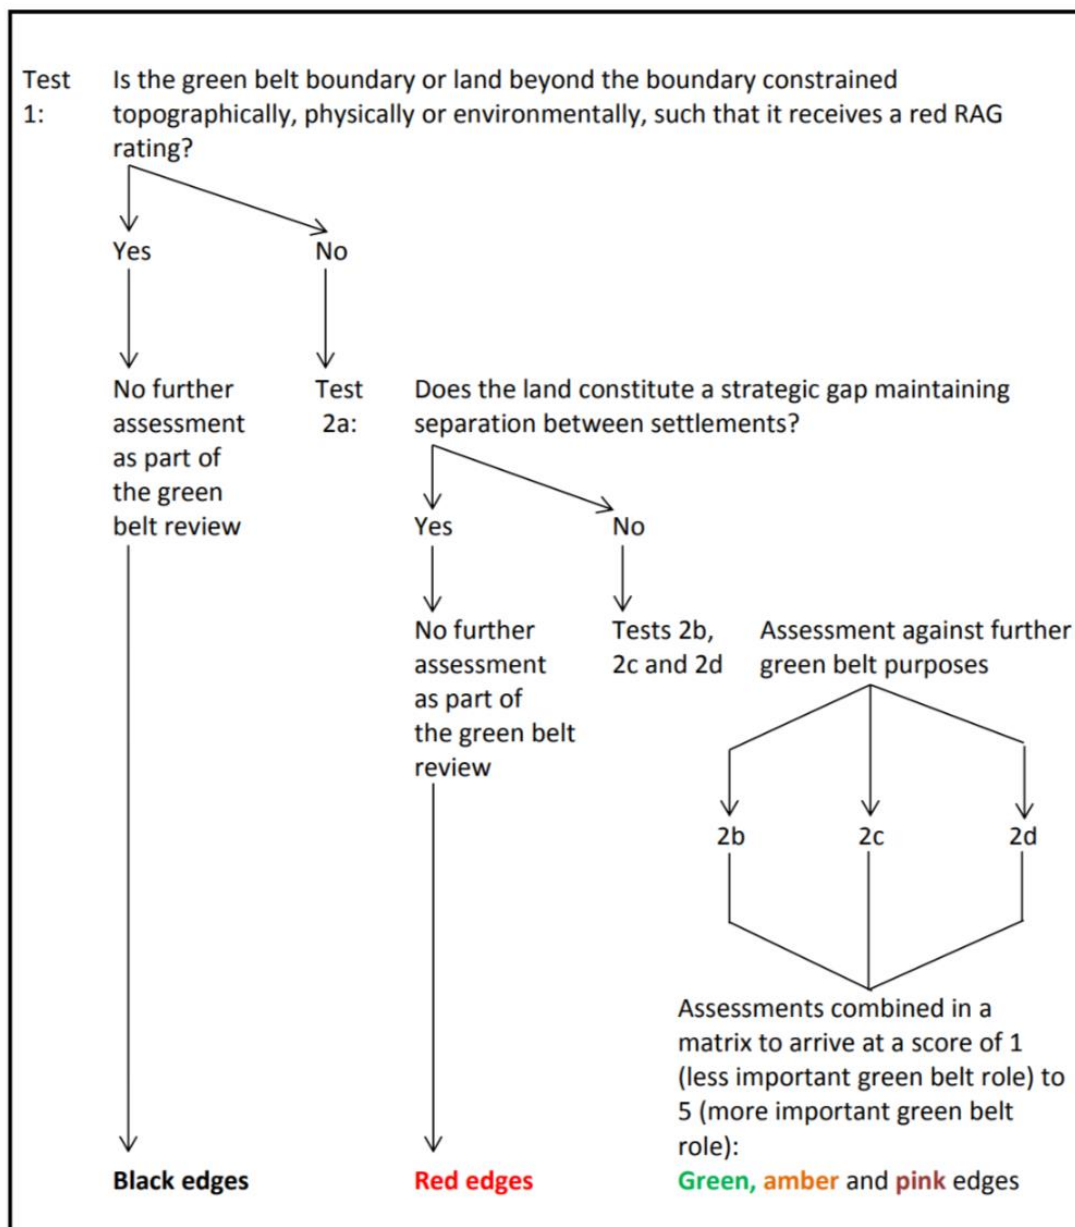 Test Is the green belt boundary or land beyond the boundary constrained
1: topographically, physically or environmentally, such that it receives a red RAG
rating?
Yes No
No further
assessment
as part of
the green
belt review
Test
2a:
Does the land constitute a strategic gap maintaining
separation between settlements?
Yes No
No further
assessment
as part of
the green belt
review
Tests 2b,
2c and 2d
Assessment against further
green belt purposes
2b 2c 2d
Assessments combined in a
matrix to arrive at a score of 1
(less important green belt role) to
5 (more important green belt
role):
Black edges Red edges Green, amber and pink edges